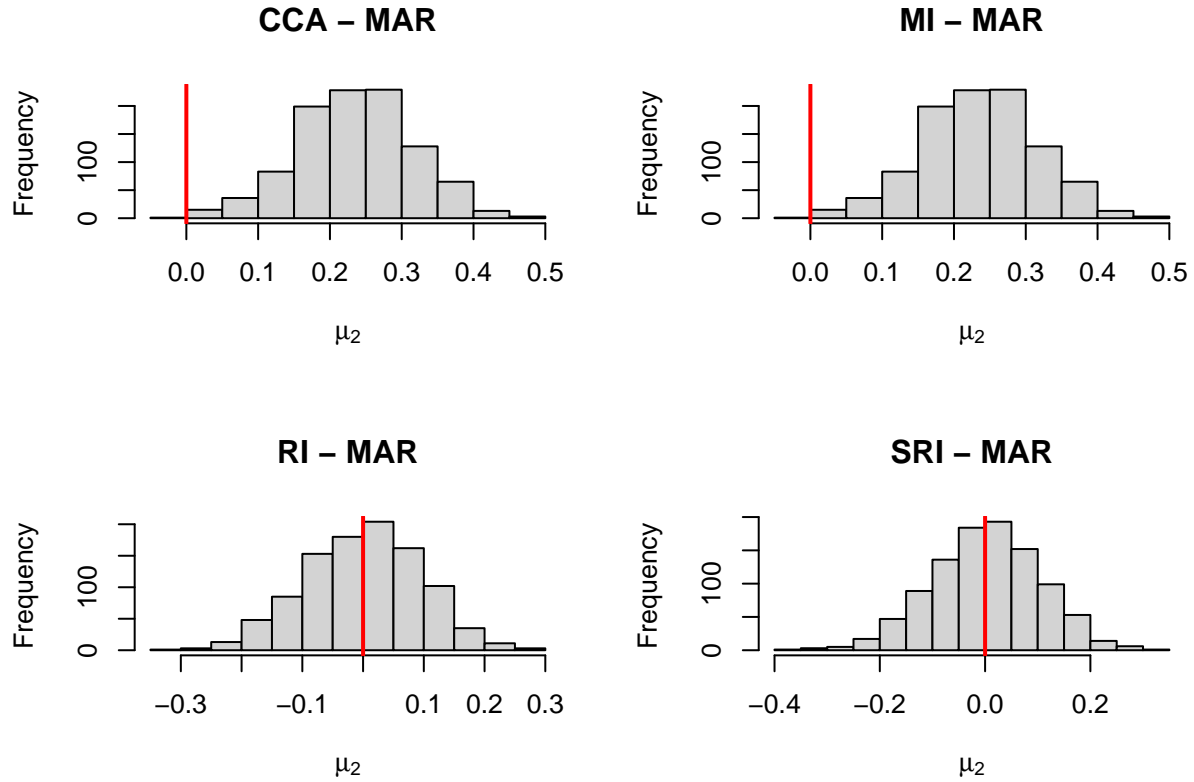 CCA – MAR
Frequency
0 100
0.0 0.1 0.2 0.3 0.4 0.5
μ2
MI – MAR
Frequency
0 100
0.0 0.1 0.2 0.3 0.4 0.5
μ2
RI – MAR
Frequency
0 100
−0.3 −0.1 0.1 0.2 0.3
μ2
SRI – MAR
Frequency
0 100
−0.4 −0.2 0.0 0.2
μ2